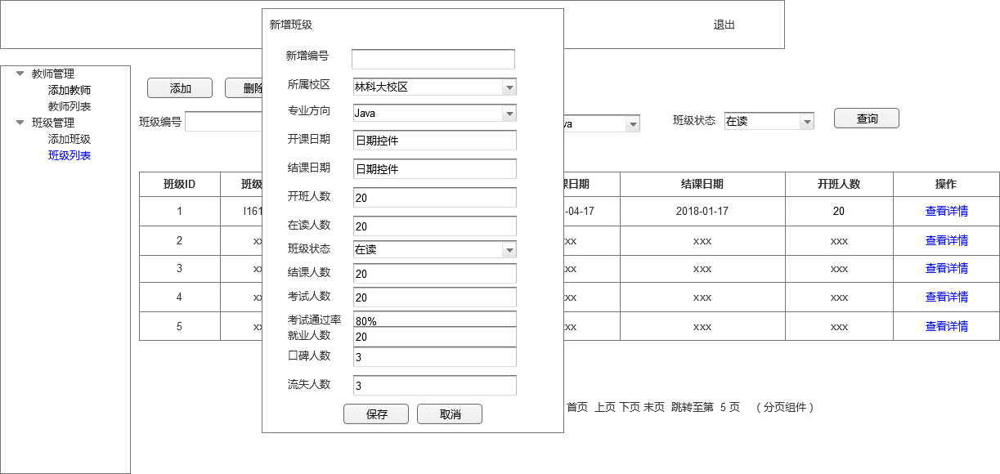 退出
教师管理
添加教师
教师列表
班级管理
添加班级
班级列表
添加 删除
班级编号 va 班级状态 在读 查询
班级ID 班级 课日期 结课日期 开班人数 操作
1 l161 -04-17 2018-01-17 20 查看详情
2 xx xx xxx xxx 查看详情
3 xx xx xxx xxx 查看详情
4 xx xx xxx xxx 查看详情
5 xx xx xxx xxx 查看详情
首页 上页 下页 末页 跳转至第 5 页 （ 分页组件 ）
新增班级
新增编号
所属校区 林科大校区
专业方向 Java
开课日期 日期控件
结课日期 日期控件
开班人数 20
在读人数 20
班级状态 在读
结课人数 20
考试人数 20
考试通过率 80%
就业人数 20
口碑人数 3
流失人数 3
保存 取消